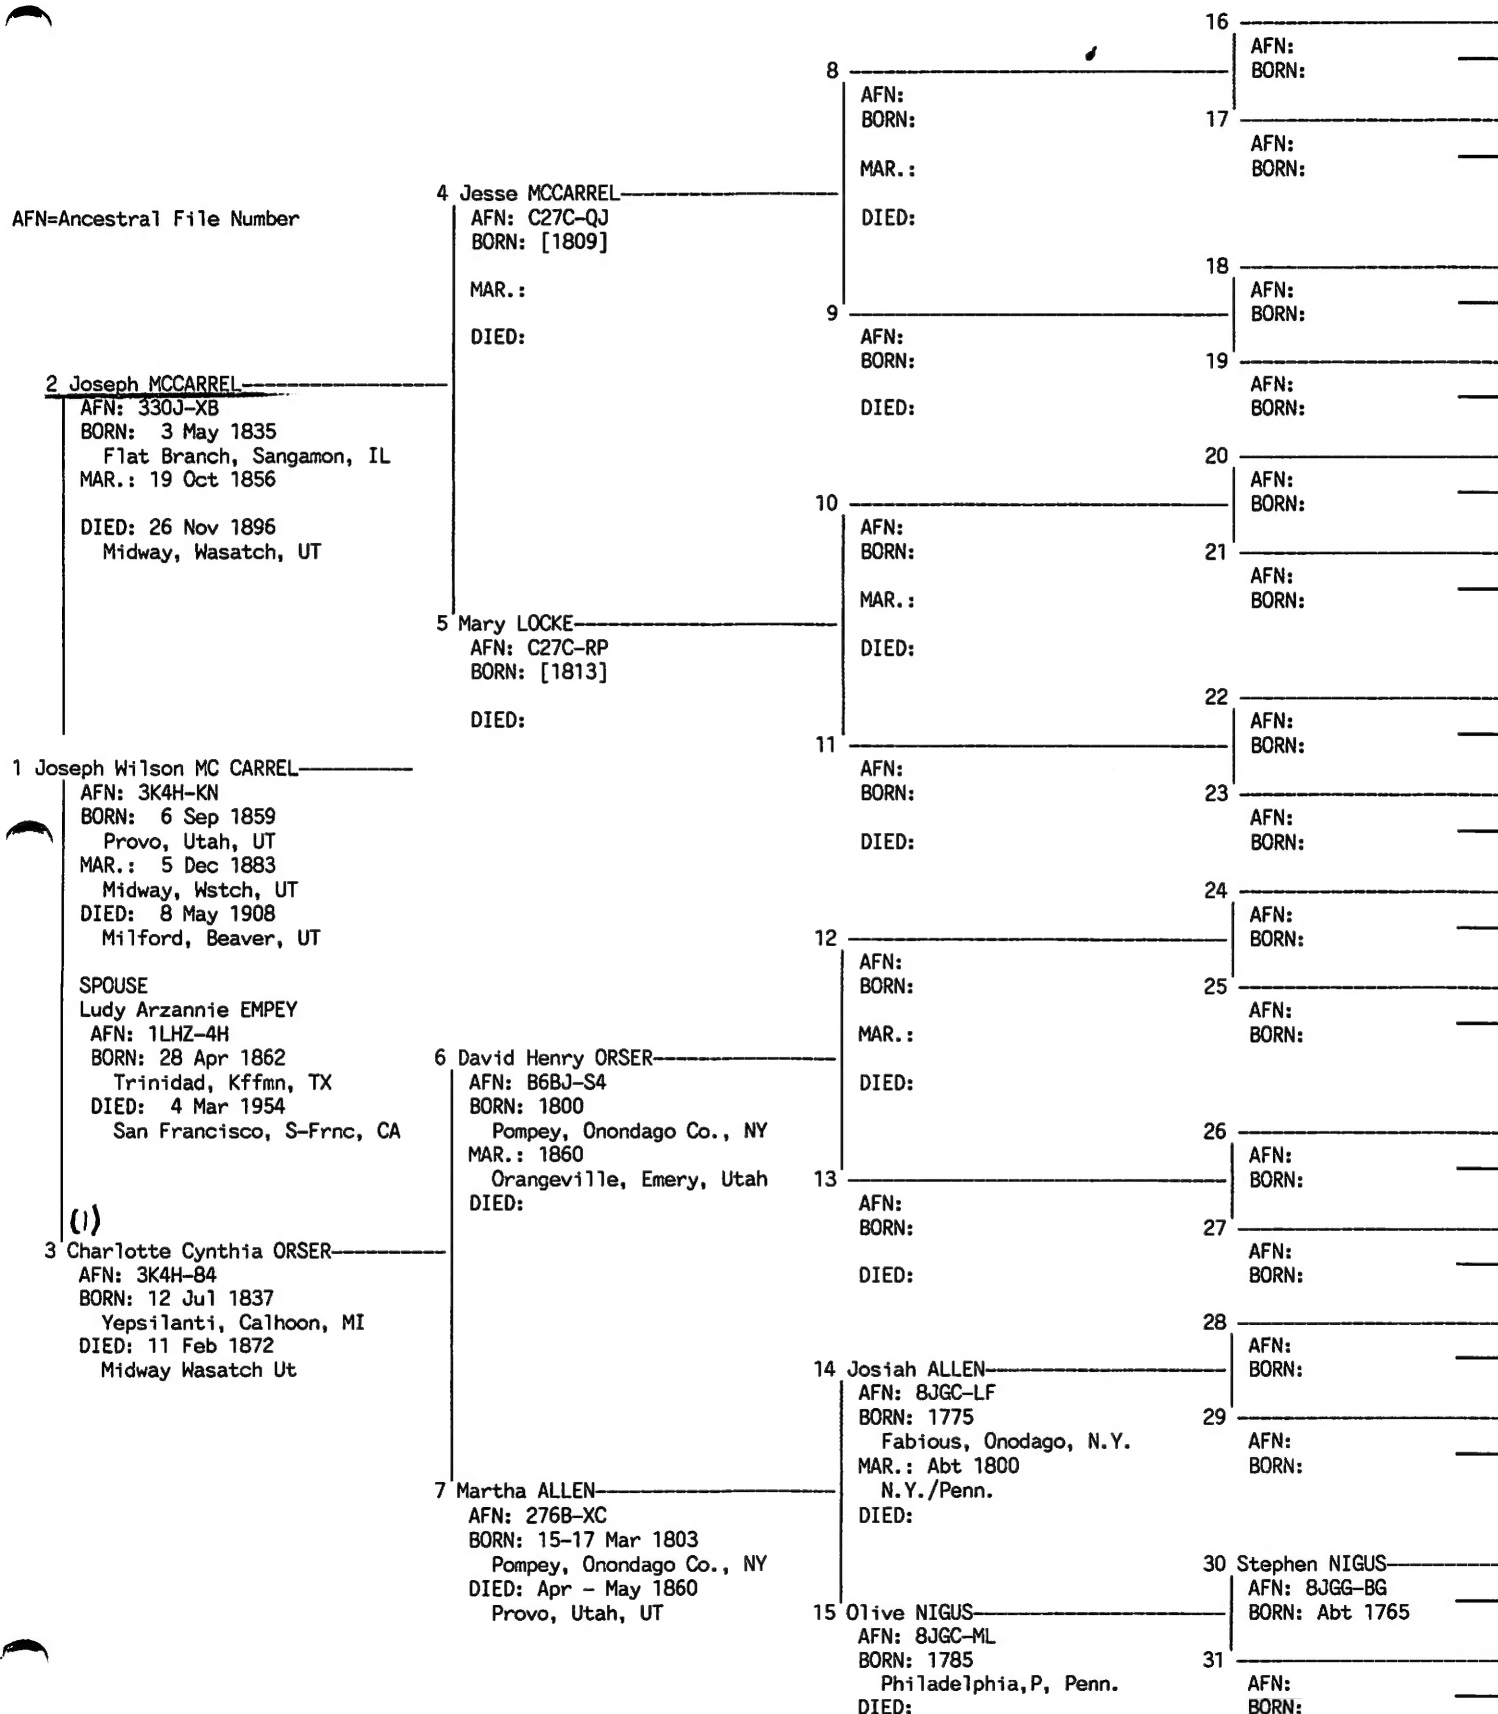 AFN=Ancestral File Number
1 Joseph Wilson MC CARREL
AFN: 3K4H-KN
BORN: 6 Sep 1859
Provo, Utah, UT
MAR.: 5 Dec 1883
Midway, Wstch, UT
DIED: 8 May 1908
Milford, Beaver, UT
SPOUSE
Ludy Arzannie EMPEY
AFN: 1LHZ-4H
BORN: 28 Apr 1862
Trinidad, Kffmn, TX
DIED: 4 Mar 1954
San Francisco, S-Frnc, CA
2 Joseph MCCARREL
AFN: 330J-XB
BORN: 3 May 1835
Flat Branch, Sangamon, IL
MAR.: 19 Oct 1856
DIED: 26 Nov 1896
Midway, Wasatch, UT
(1)
3 Charlotte Cynthia ORSER
AFN: 3K4H-84
BORN: 12 Jul 1837
Yepsilanti, Calhoon, MI
DIED: 11 Feb 1872
Midway Wasatch Ut
4 Jesse MCCARREL
AFN: C27C-QJ
BORN: [1809]
MAR.:
DIED:
5 Mary LOCKE
AFN: C27C-RP
BORN: [1813]
DIED:
6 David Henry ORSER
AFN: B6BJ-S4
BORN: 1800
Pompey, Onondago Co., NY
MAR.: 1860
Orangeville, Emery, Utah
DIED:
7 Martha ALLEN
AFN: 276B-XC
BORN: 15-17 Mar 1803
Pompey, Onondago Co., NY
DIED: Apr - May 1860
Provo, Utah, UT
8
AFN:
BORN:
MAR.:
DIED:
9
AFN:
BORN:
DIED:
10
AFN:
BORN:
MAR.:
DIED:
11
AFN:
BORN:
DIED:
12
AFN:
BORN:
MAR.:
DIED:
13
AFN:
BORN:
DIED:
14 Josiah ALLEN
AFN: 8JGC-LF
BORN: 1775
Fabious, Onodago, N.Y.
MAR.: Abt 1800
N.Y./Penn.
DIED:
15 Olive NIGUS
AFN: 8JGC-ML
BORN: 1785
Philadelphia,P, Penn.
DIED:
16
AFN:
BORN:
17
AFN:
BORN:
18
AFN:
BORN:
19
AFN:
BORN:
20
AFN:
BORN:
21
AFN:
BORN:
22
AFN:
BORN:
23
AFN:
BORN:
24
AFN:
BORN:
25
AFN:
BORN:
26
AFN:
BORN:
27
AFN:
BORN:
28
AFN:
BORN:
29
AFN:
BORN:
30 Stephen NIGUS
AFN: 8JGG-BG
BORN: Abt 1765
31
AFN:
BORN: